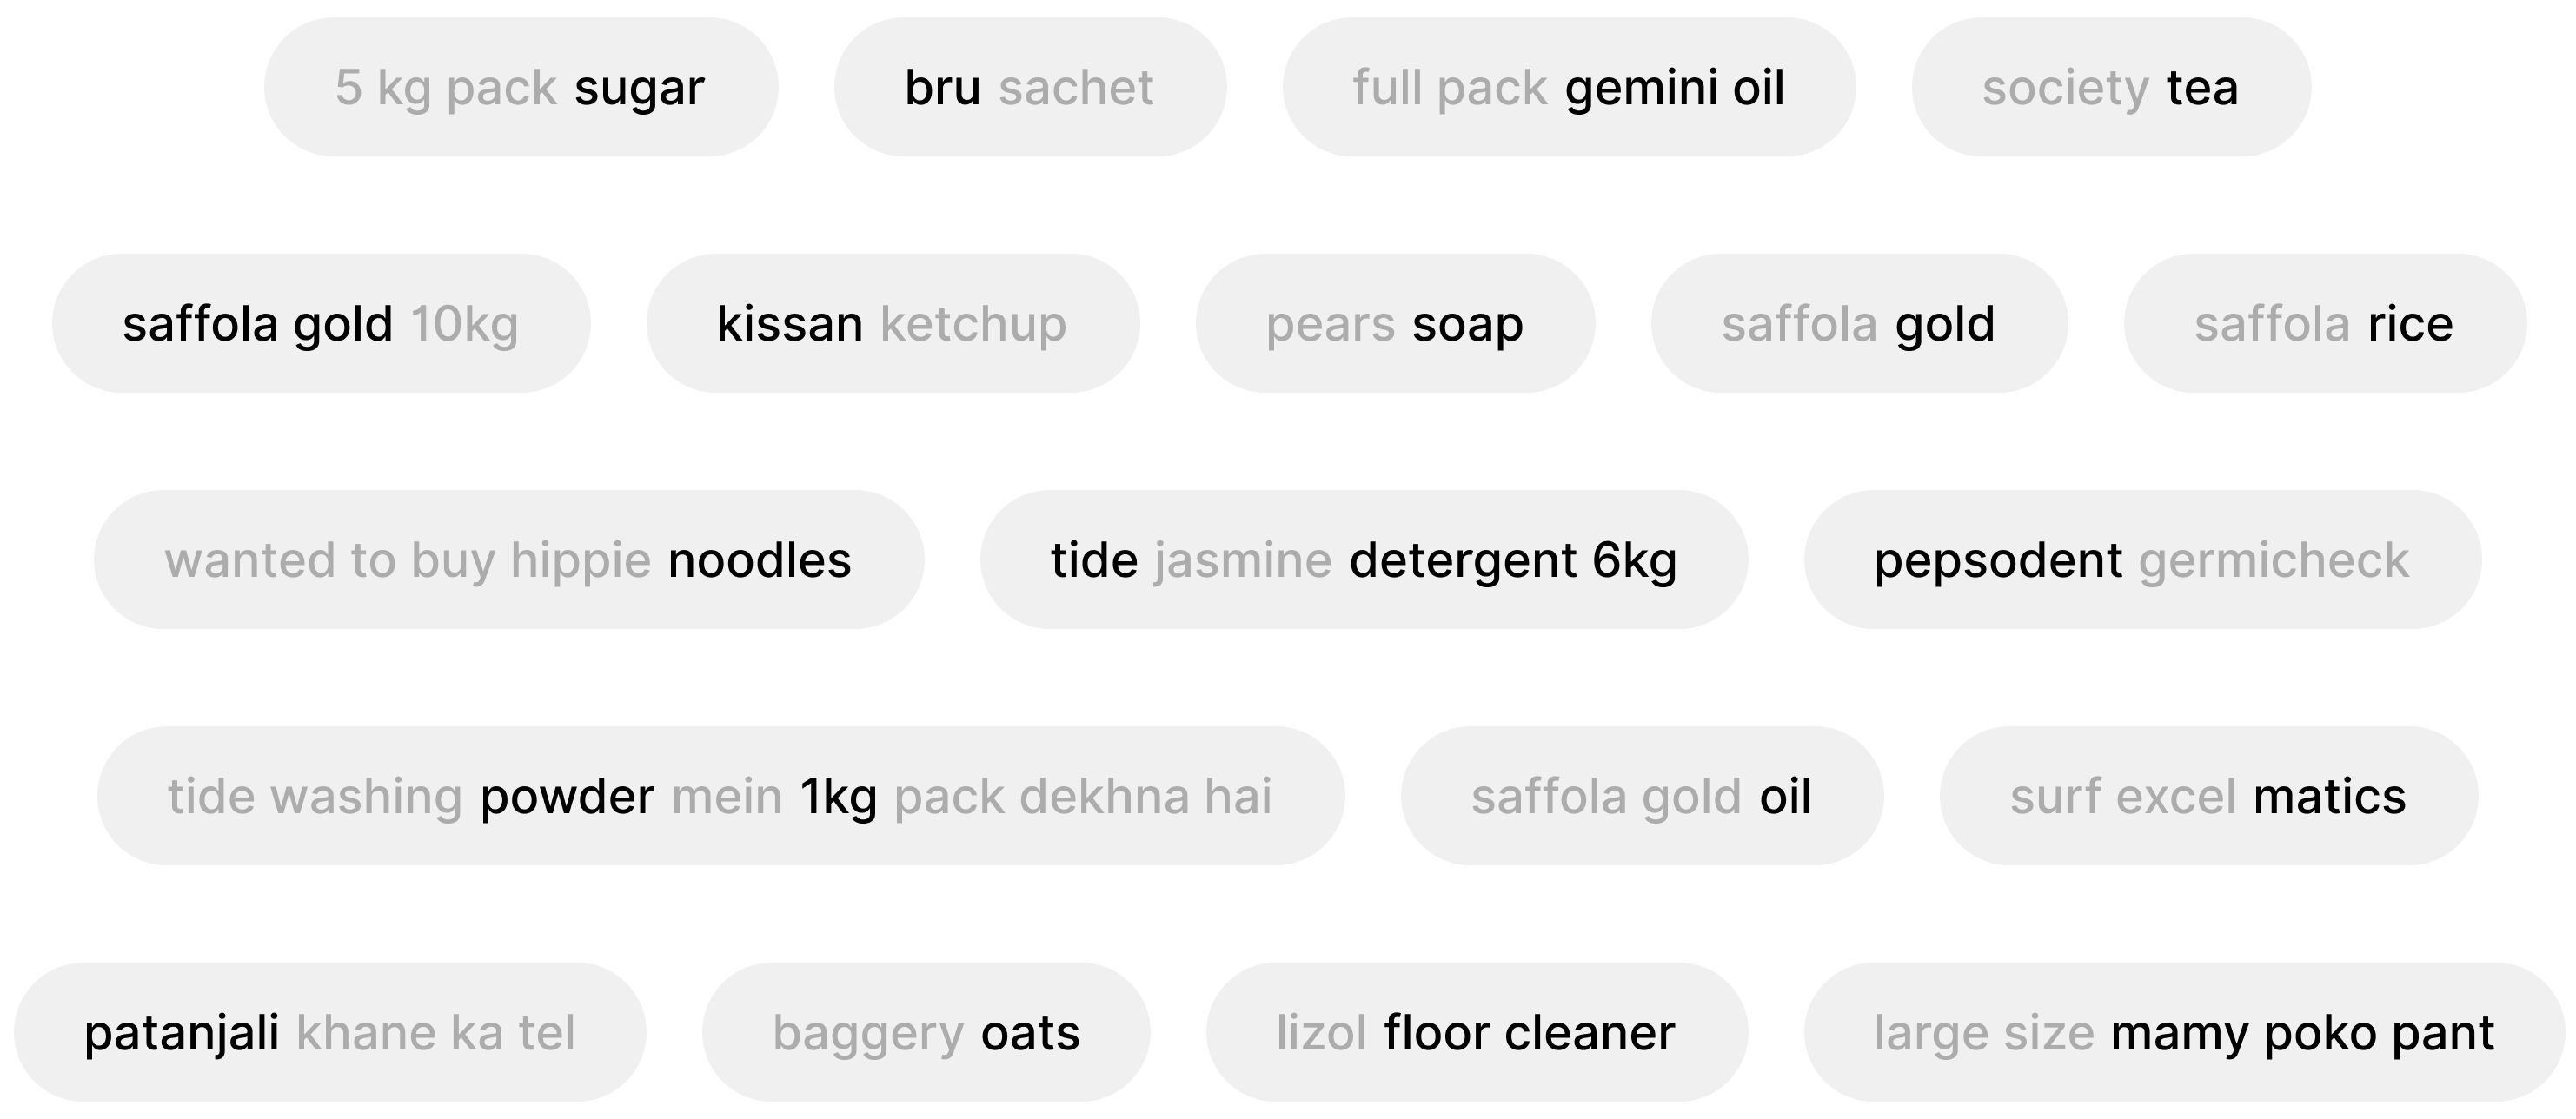 5 kg pack sugar bru sachet full pack gemini oil society tea
saffola gold 10kg kissan ketchup pears soap saffola gold saffola rice
wanted to buy hippie noodles tide jasmine detergent 6kg pepsodent germicheck
tide washing powder mein 1kg pack dekhna hai saffola gold oil surf excel matics
patanjali khane ka tel baggery oats lizol floor cleaner large size mamy poko pant